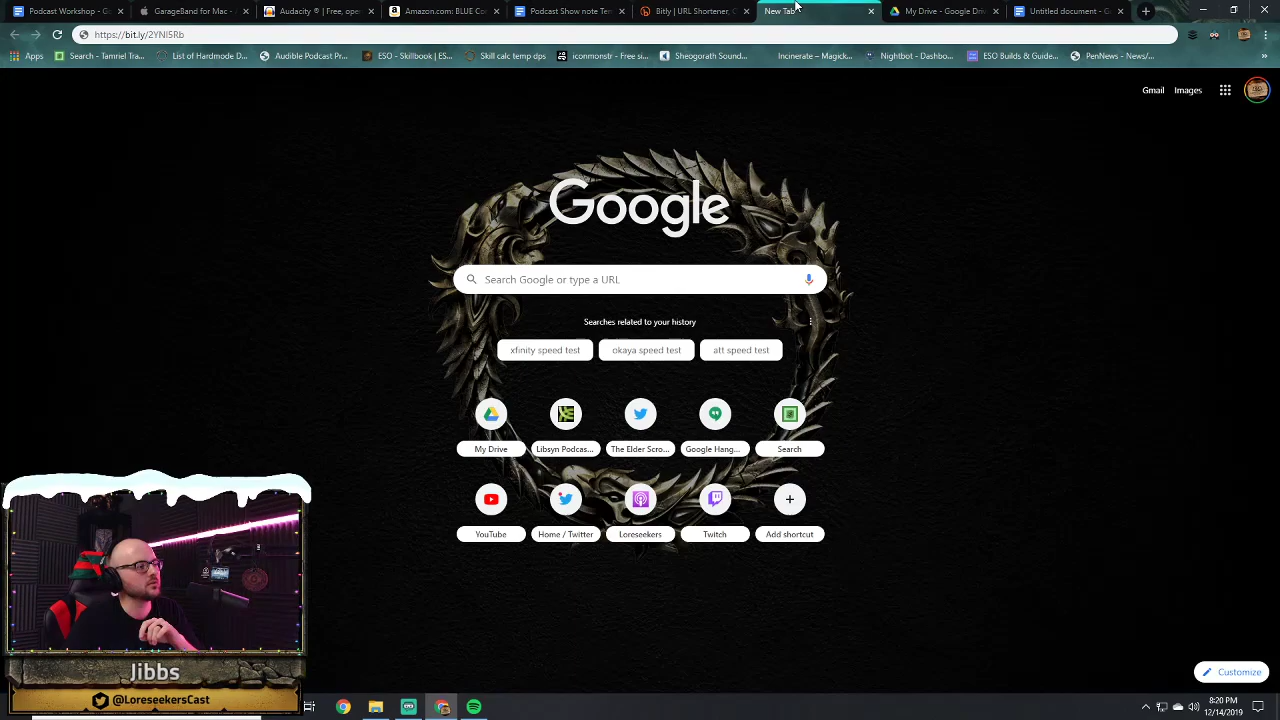 Podcast Workshop - Go
GarageBand for Mac -
Audacity ® | Free, ope
Amazon.com: BLUE Co
Podcast Show note Ter
Bitly | URL Shortener, C
New Tab
My Drive - Google Driv
Untitled document - Go
https://bit.ly/2YNI5Rb
Apps
Search - Tamriel Tra...
List of Hardmode D...
Audible Podcast Pr...
ESO - Skillbook | ES...
Skill calc temp dps
iconmonstr - Free si...
Sheogorath Sound...
Incinerate – Magick...
Nightbot - Dashbo...
ESO Builds & Guide...
PenNews - News/...
»
Gmail
Images
Google
Search Google or type a URL
Searches related to your history
xfinity speed test
okaya speed test
att speed test
My Drive
Libsyn Podcas...
The Elder Scro...
Google Hang...
Search
YouTube
Home / Twitter
Loreseekers
Twitch
Add shortcut
Customize
Jibbs
@LoreseekersCast
8:20 PM
12/14/2019